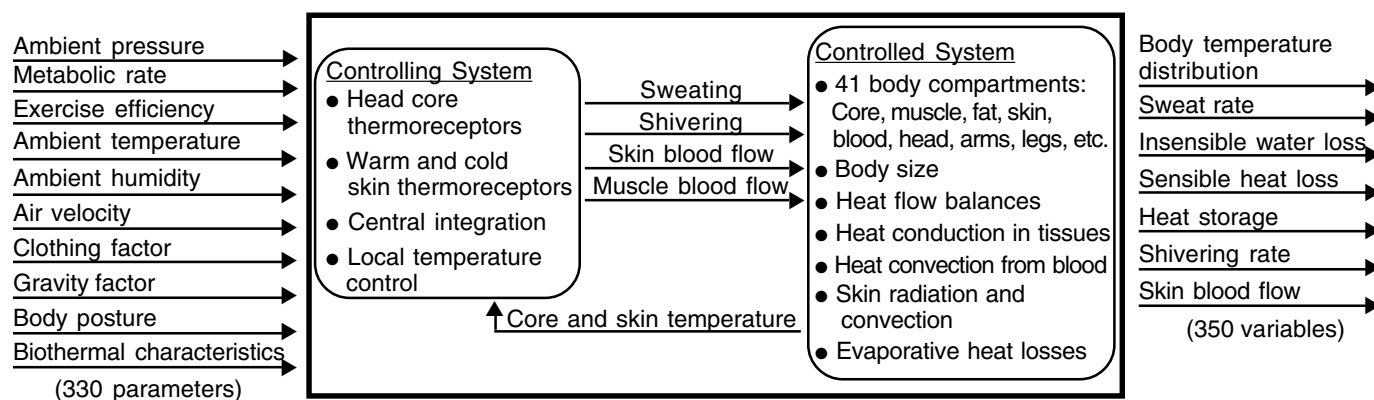 Ambient pressure
Metabolic rate
Exercise efficiency
Ambient temperature
Ambient humidity
Air velocity
Clothing factor
Gravity factor
Body posture
Biothermal characteristics
(330 parameters)
Controlling System
● Head core
thermoreceptors
● Warm and cold
skin thermoreceptors
● Central integration
● Local temperature
control
Sweating
Shivering
Skin blood flow
Muscle blood flow
Core and skin temperature
Controlled System
● 41 body compartments:
Core, muscle, fat, skin,
blood, head, arms, legs, etc.
● Body size
● Heat flow balances
● Heat conduction in tissues
● Heat convection from blood
● Skin radiation and
convection
● Evaporative heat losses
Body temperature
distribution
Sweat rate
Insensible water loss
Sensible heat loss
Heat storage
Shivering rate
Skin blood flow
(350 variables)